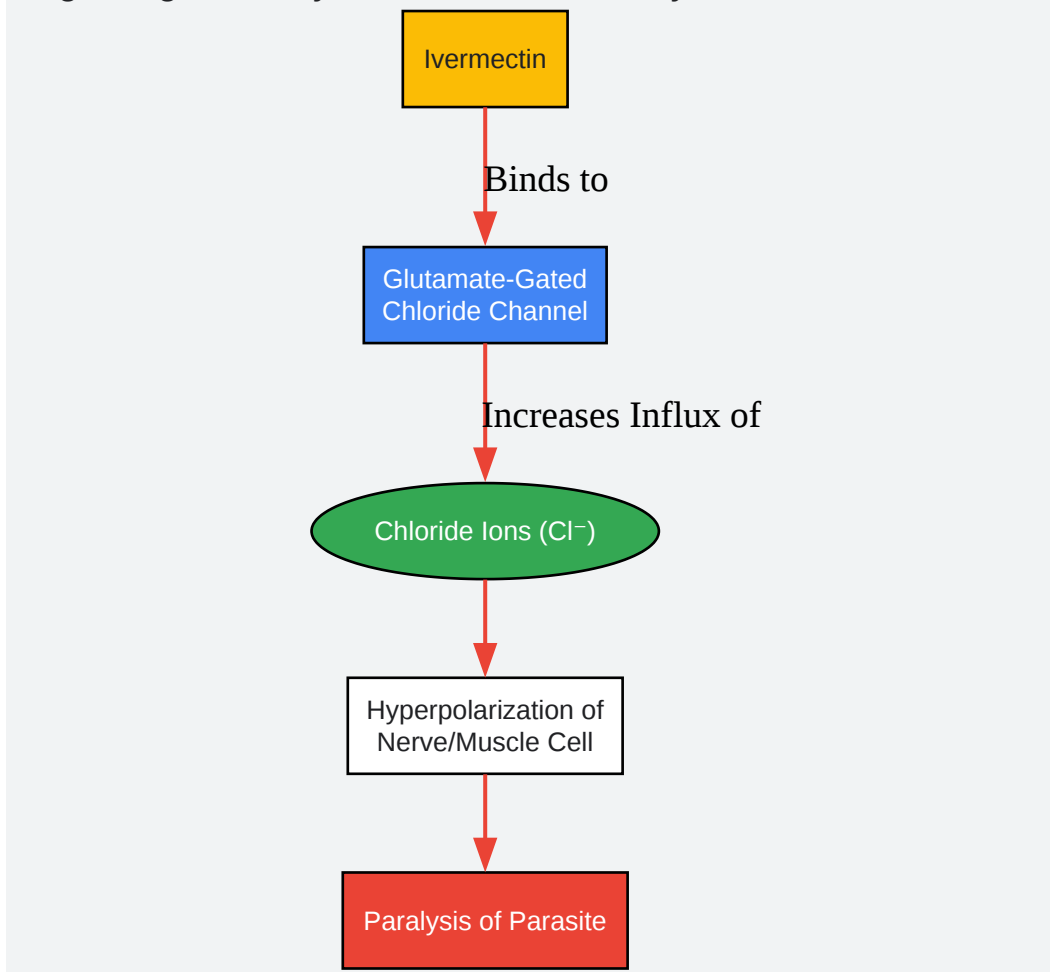 Ivermectin
Binds to
Glutamate-Gated
Chloride Channel
Increases Influx of
Chloride Ions (Cl⁻)
Hyperpolarization of
Nerve/Muscle Cell
Paralysis of Parasite